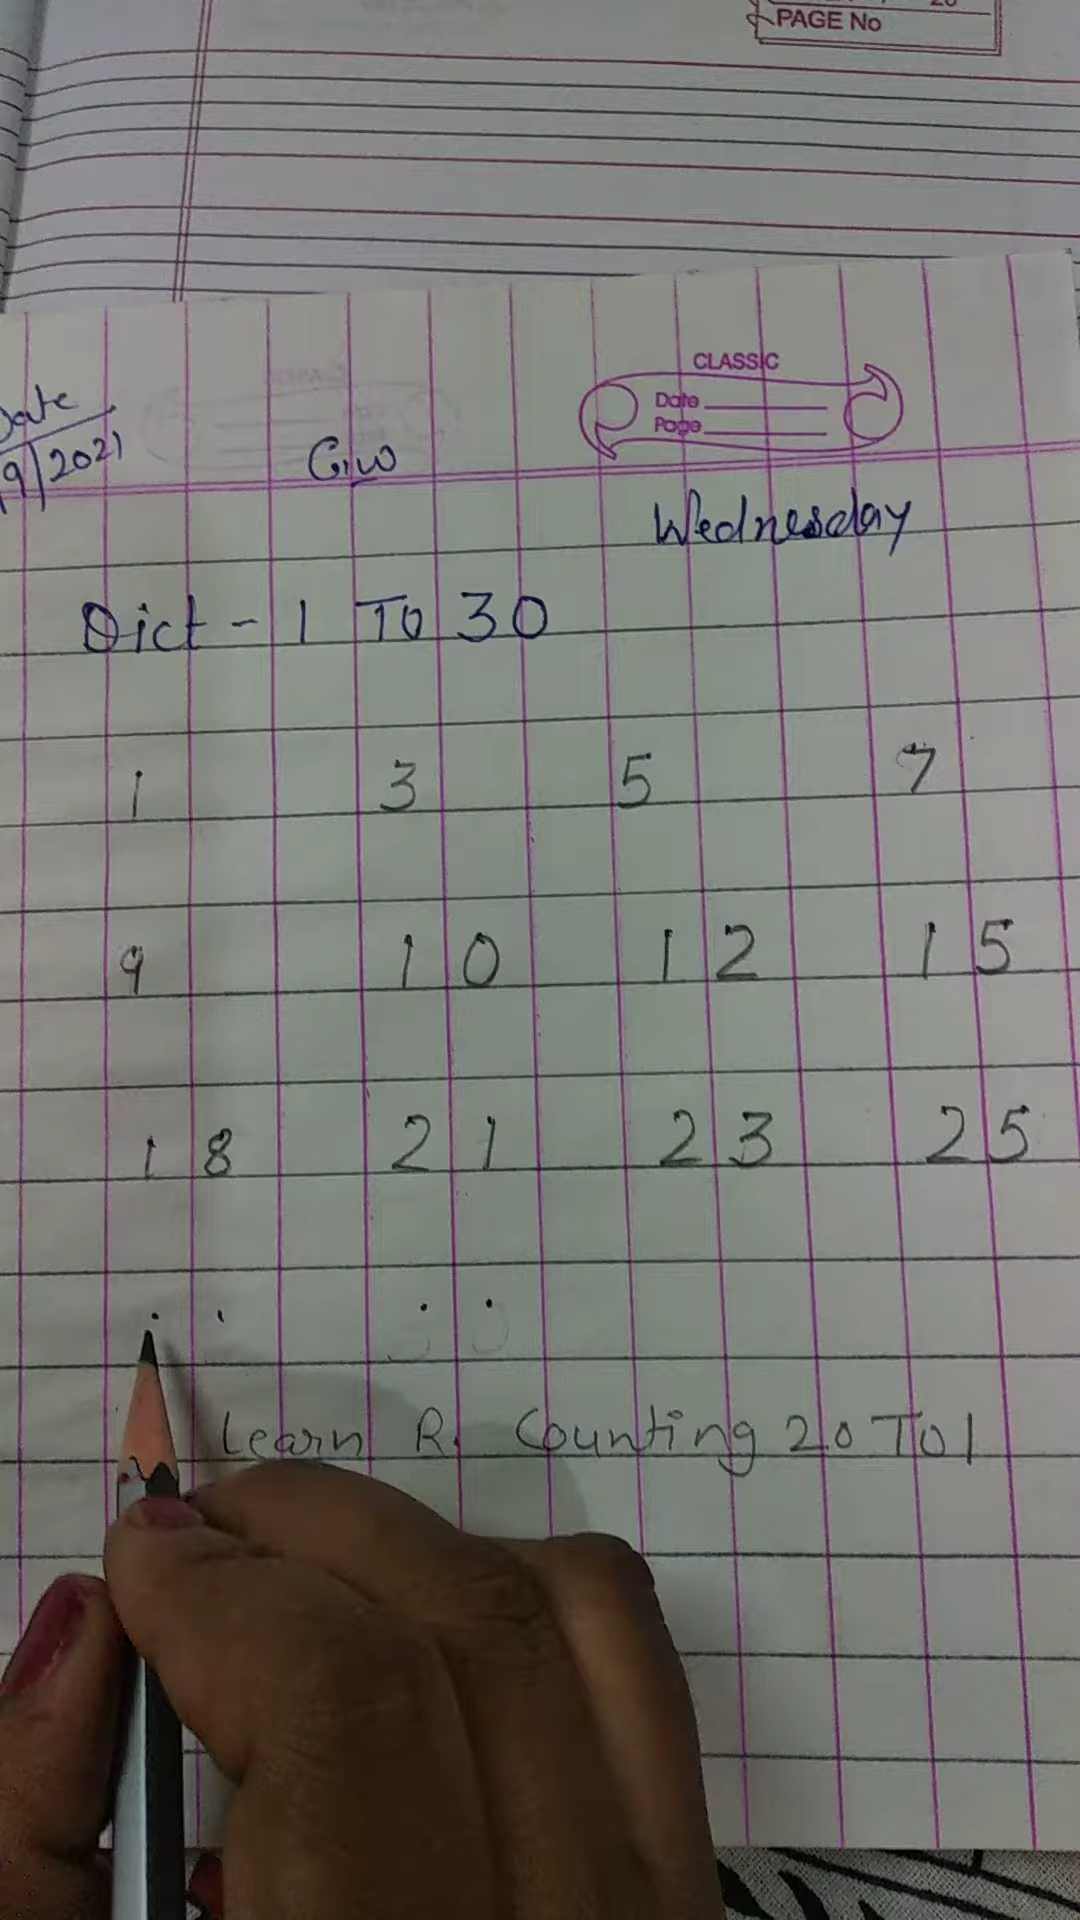 PAGE No
CLASSIC
Date
Page
Date
9/2021
C.W
Wednesday
Dict - 1 TO 30
1 3 5 7
9 10 12 15
18 21 23 25
Learn R. Counting 20 TO 1